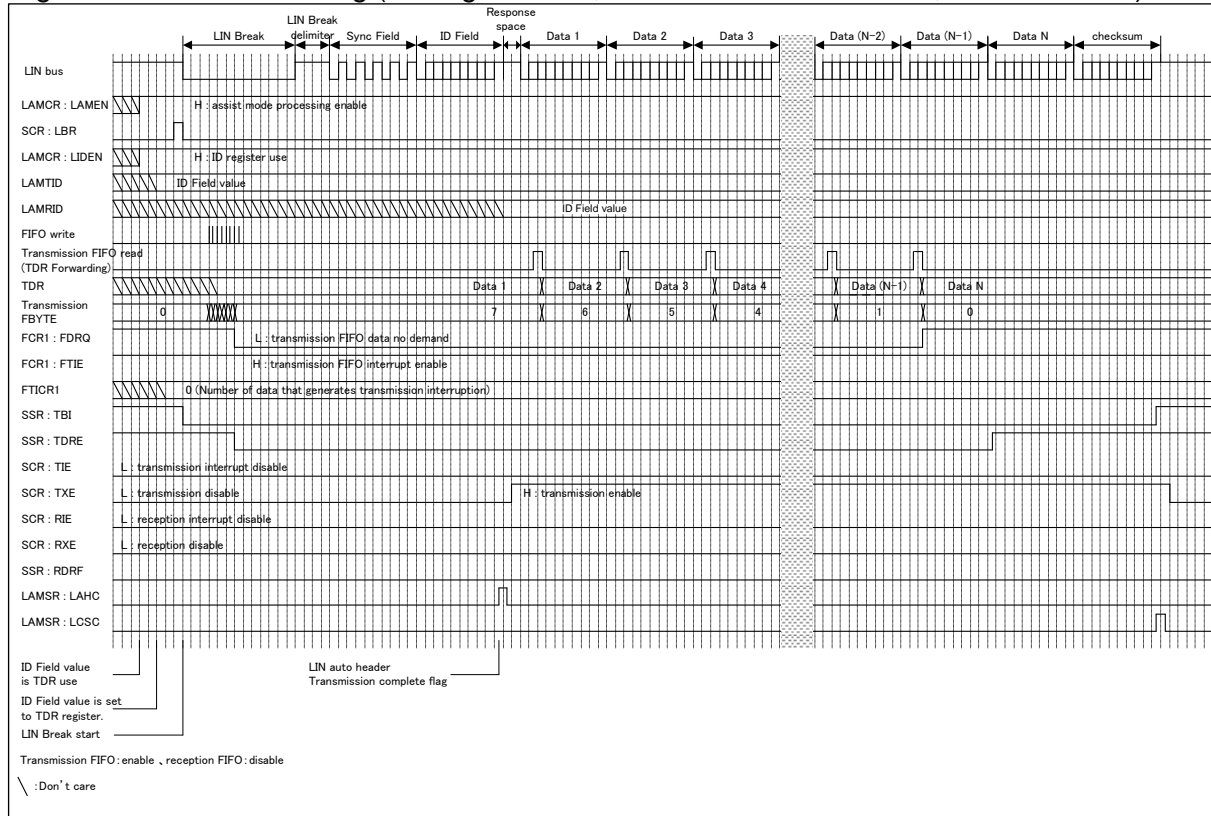 Response
space
LIN Break
delimiter
LIN Break
Sync Field
ID Field
Data 1
Data 2
Data 3
Data (N-2)
Data (N-1)
Data N
checksum
LIN bus
LAMCR : LAMEN
H : assist mode processing enable
SCR : LBR
LAMCR : LIDEN
H : ID register use
LAMTID
ID Field value
LAMRID
ID Field value
FIFO write
Transmission FIFO read
(TDR Forwarding)
TDR
Data 1
Data 2
Data 3
Data 4
Data (N-1)
Data N
Transmission
FBYTE
0
7
6
5
4
1
0
FCR1 : FDRQ
L : transmission FIFO data no demand
FCR1 : FTIE
H : transmission FIFO interrupt enable
FTICR1
0 (Number of data that generates transmission interruption)
SSR : TBI
SSR : TDRE
SCR : TIE
L : transmission interrupt disable
SCR : TXE
L : transmission disable
H : transmission enable
SCR : RIE
L : reception interrupt disable
SCR : RXE
L : reception disable
SSR : RDRF
LAMSR : LAHC
LAMSR : LCSC
ID Field value
is TDR use
LIN auto header
Transmission complete flag
ID Field value is set
to TDR register.
LIN Break start
Transmission FIFO : enable 、reception FIFO : disable
\ :Don't care